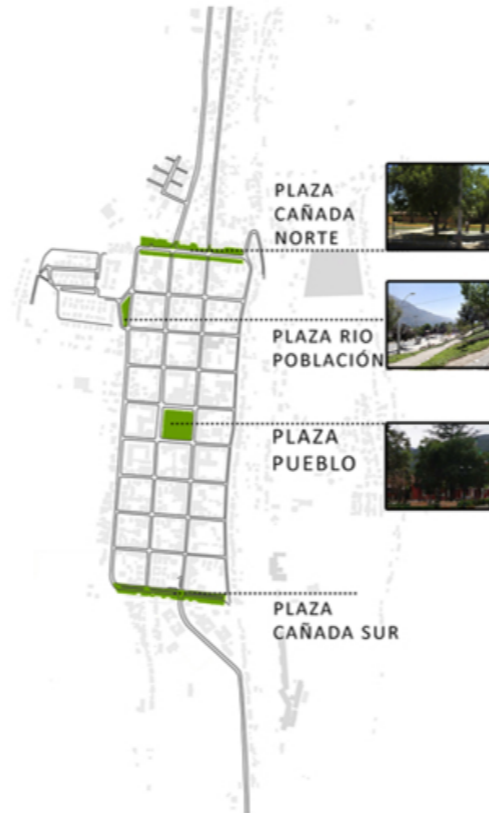 PLAZA
CAÑADA
NORTE
PLAZA RIO
POBLACIÓN
PLAZA
PUEBLO
PLAZA
CAÑADA SUR